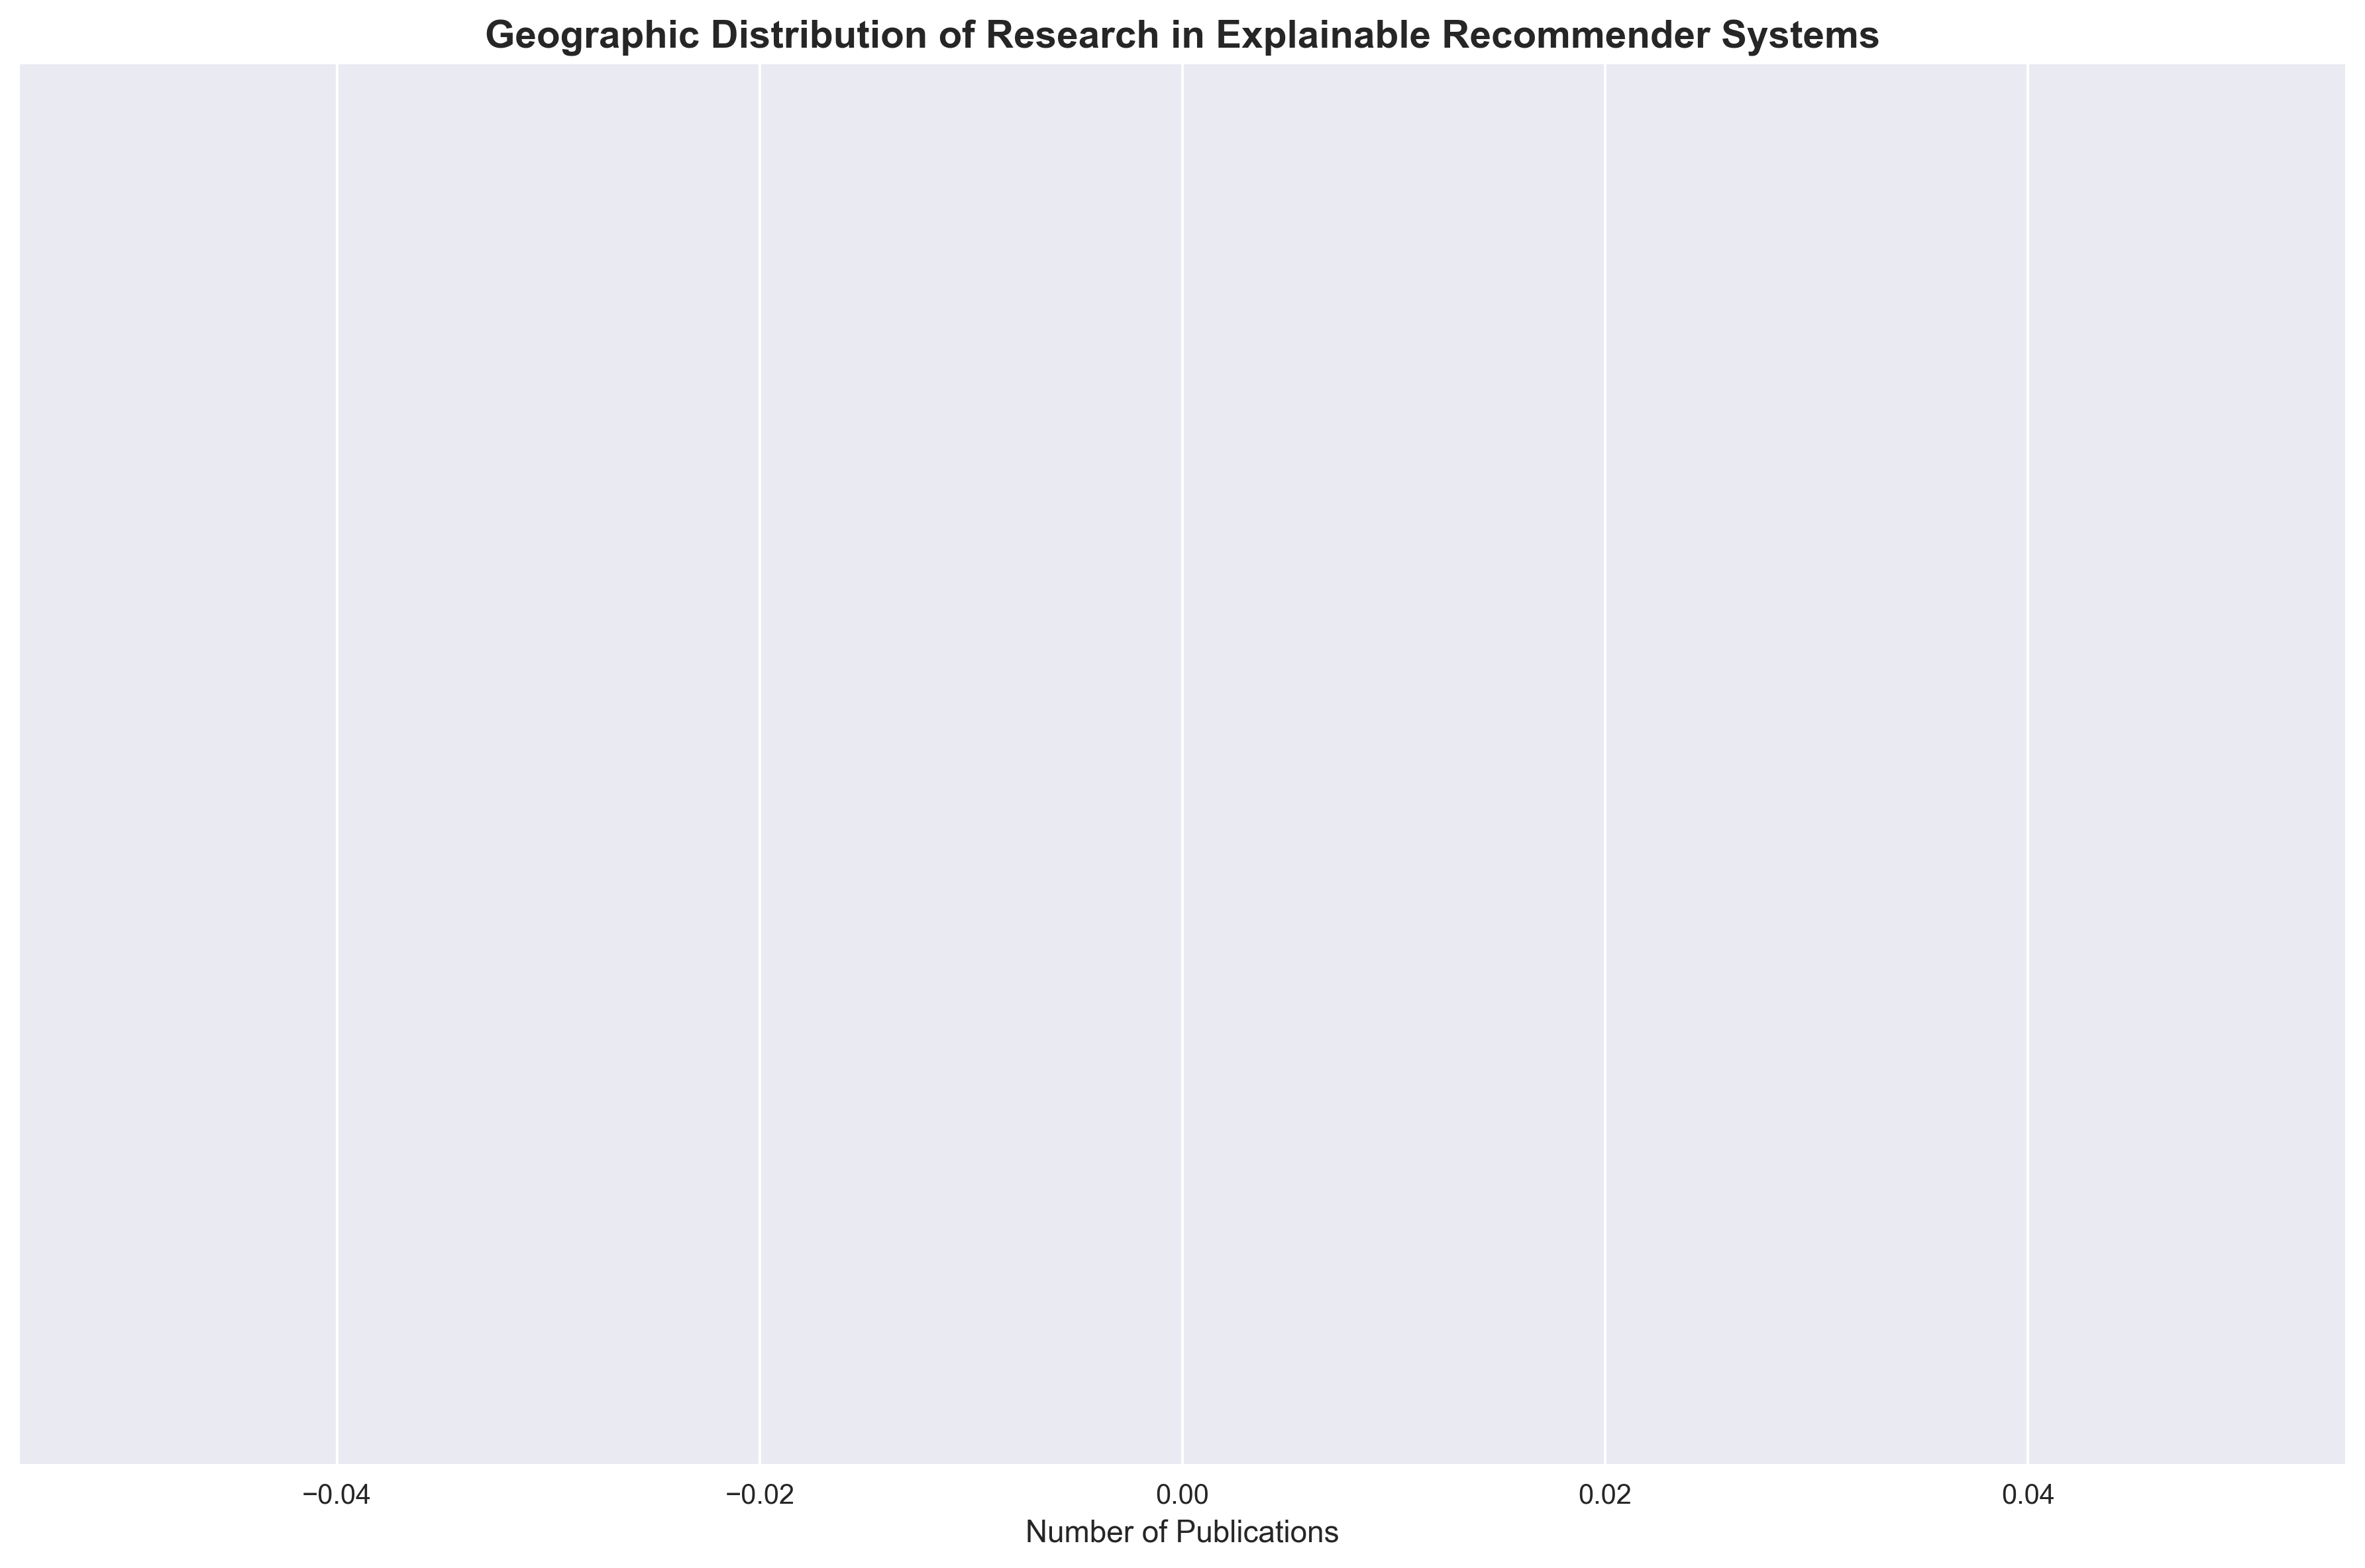 Geographic Distribution of Research in Explainable Recommender Systems
−0.04 −0.02 0.00 0.02 0.04
Number of Publications